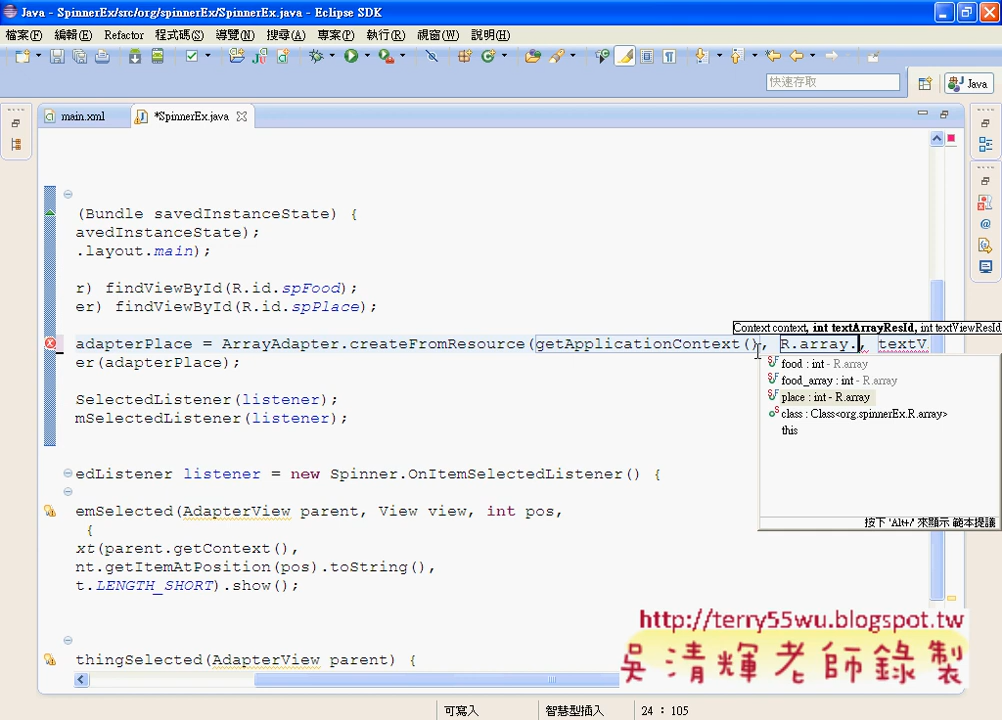 Java - SpinnerEx/src/org/spinnerEx/SpinnerEx.java - Eclipse SDK
檔案(F) 編輯(E) Refactor 程式碼(S) 導覽(N) 搜尋(A) 專案(P) 執行(R) 視窗(W) 說明(H)
快速存取
Java
main.xml *SpinnerEx.java
(Bundle savedInstanceState) {
avedInstanceState);
.layout.main);
r) findViewById(R.id.spFood);
er) findViewById(R.id.spPlace);
Context context, int textArrayResId, int textViewResId
adapterPlace = ArrayAdapter.createFromResource(getApplicationContext(), R.array., textV
er(adapterPlace);
food : int - R.array
food_array : int - R.array
place : int - R.array
class : Class<org.spinnerEx.R.array>
this
按下 'Alt+/' 來顯示 範本提議
SelectedListener(listener);
mSelectedListener(listener);
edListener listener = new Spinner.OnItemSelectedListener() {
emSelected(AdapterView parent, View view, int pos,
{
xt(parent.getContext(),
nt.getItemAtPosition(pos).toString(),
t.LENGTH_SHORT).show();
thingSelected(AdapterView parent) {
http://terry55wu.blogspot.tw
吳清輝老師錄製
可寫入 智慧型插入 24 : 105